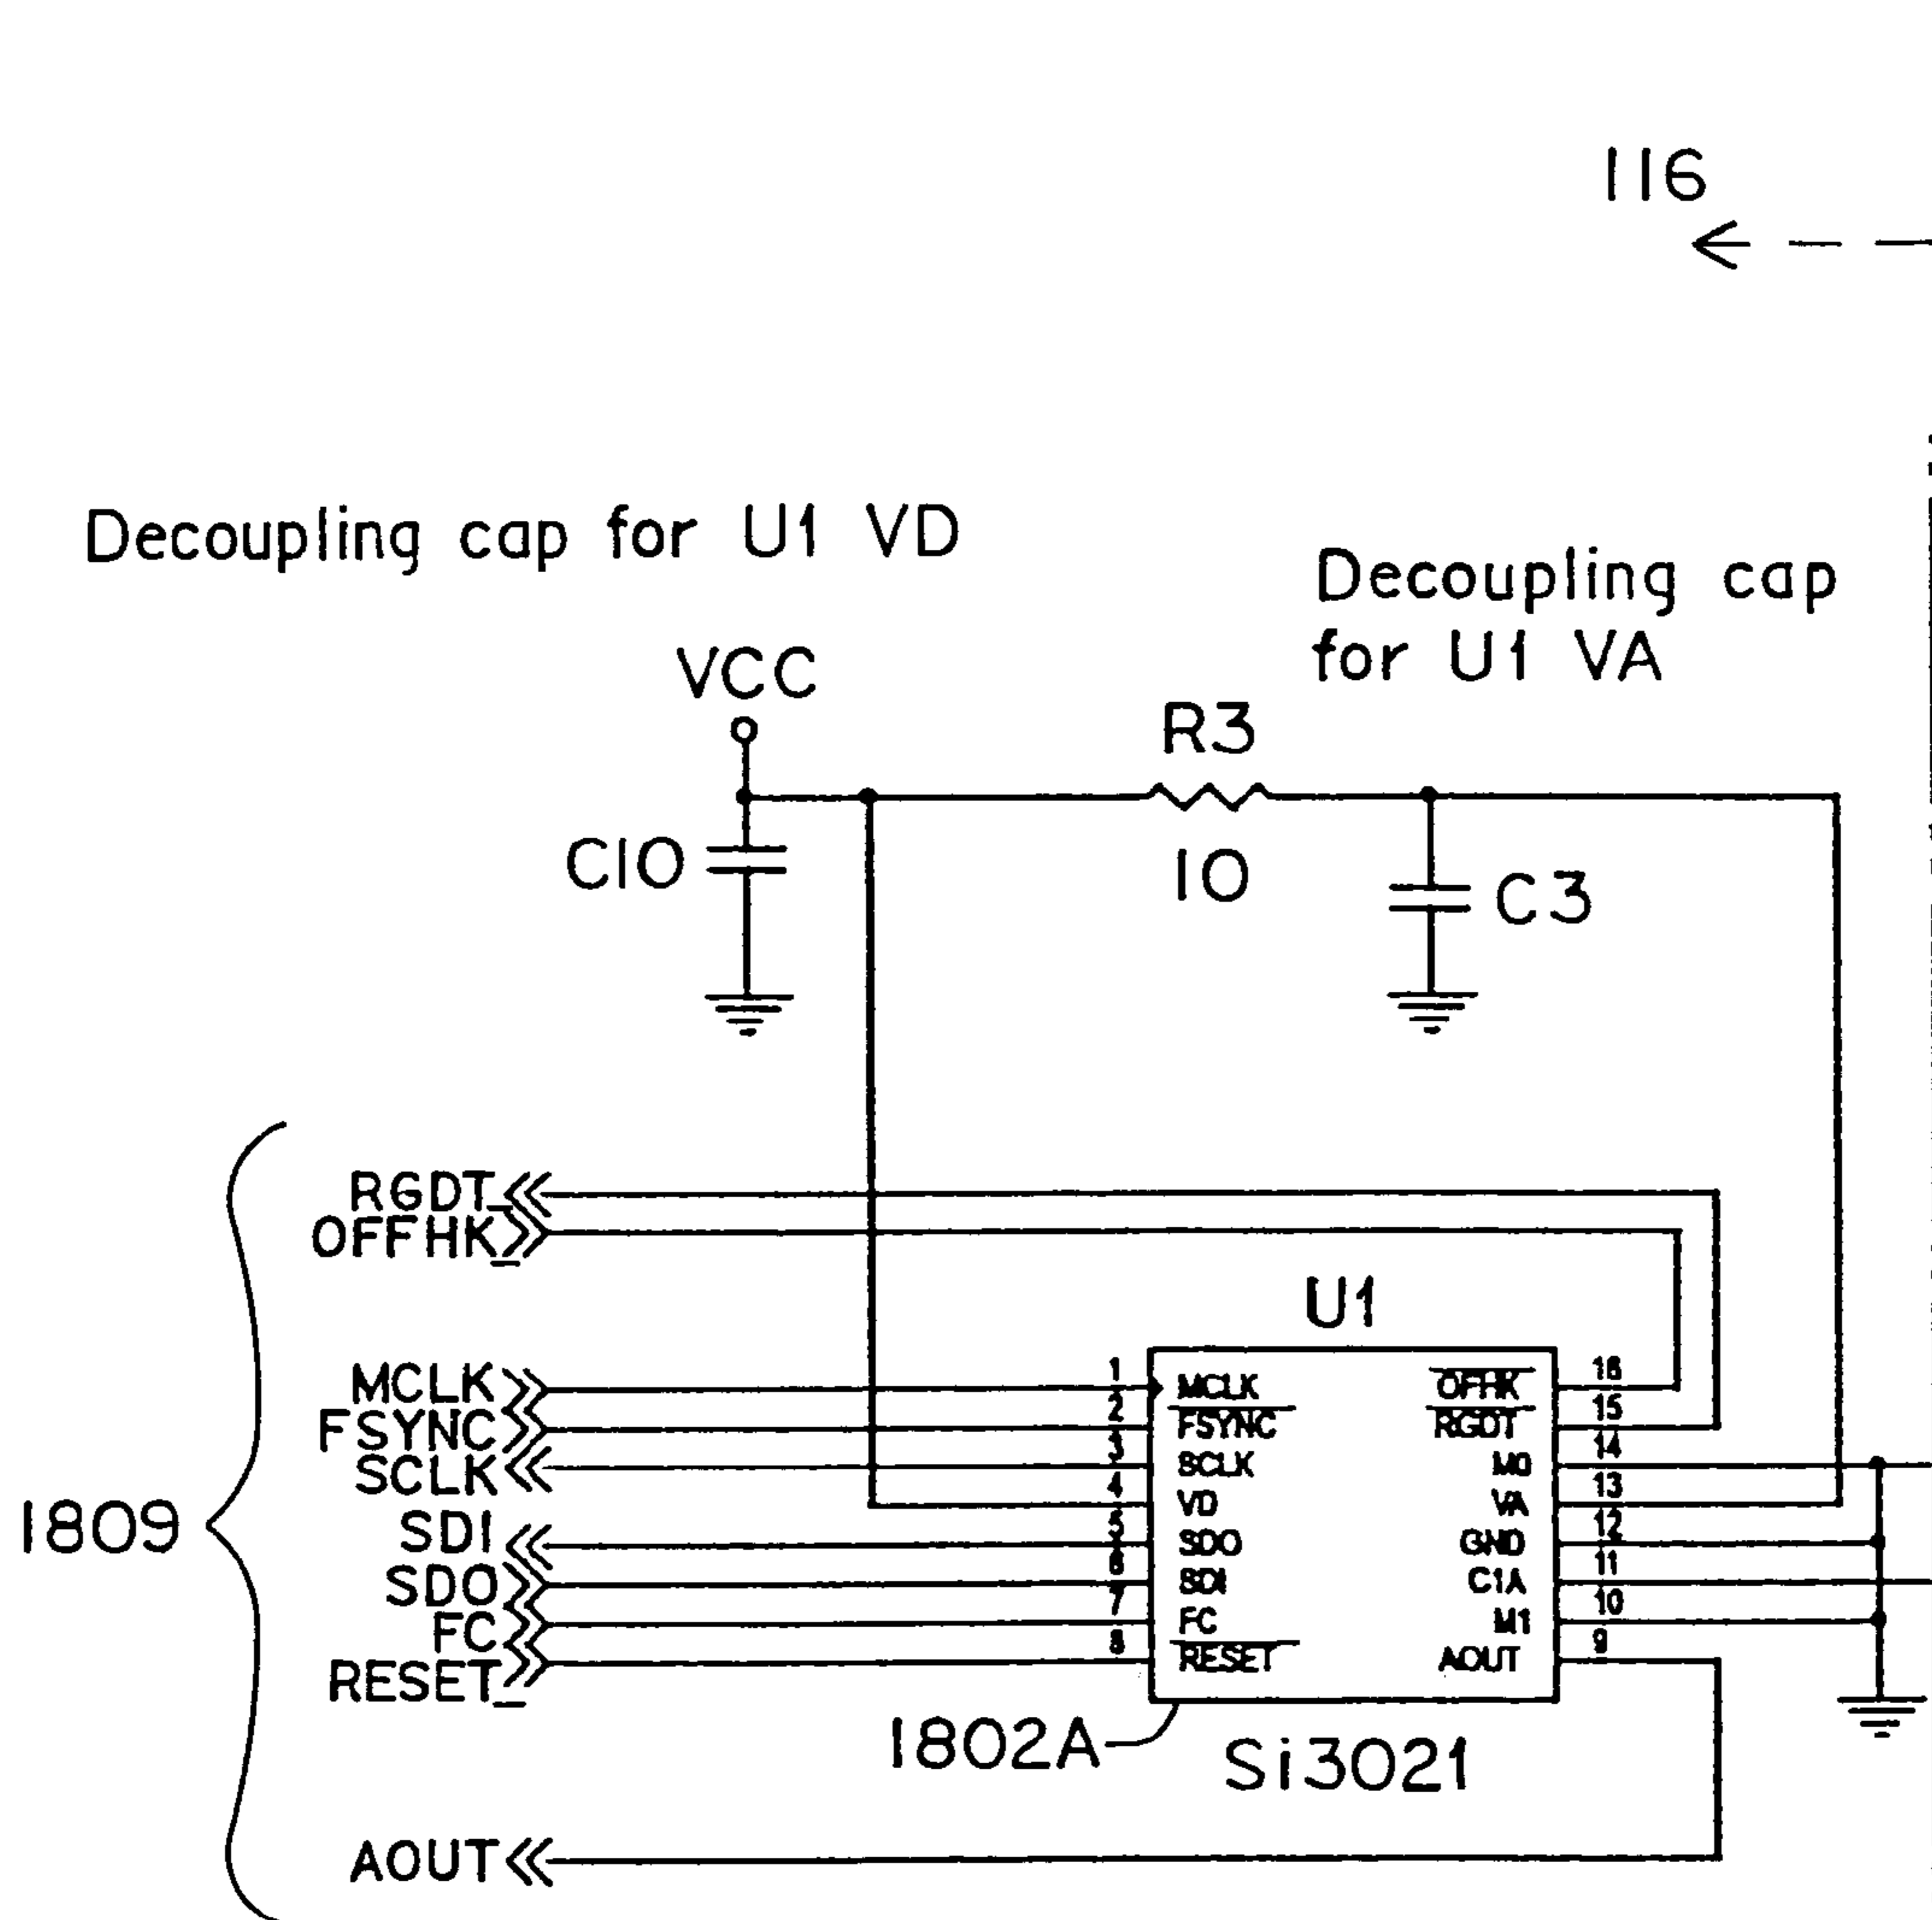 116
Decoupling cap for U1 VD
Decoupling cap
for U1 VA
VCC
R3
C10
10
C3
RGDT_
OFFHK_
U1
MCLK
FSYNC
SCLK
SDI
SDO
FC
RESET_
1809
1 MCLK
2 FSYNC
3 SCLK
4 VD
5 SDO
6 SDI
7 FC
8 RESET
OFHK 16
RGDT 15
M0 14
VA 13
GND 12
C1A 11
M1 10
AOUT 9
1802A
Si3021
AOUT